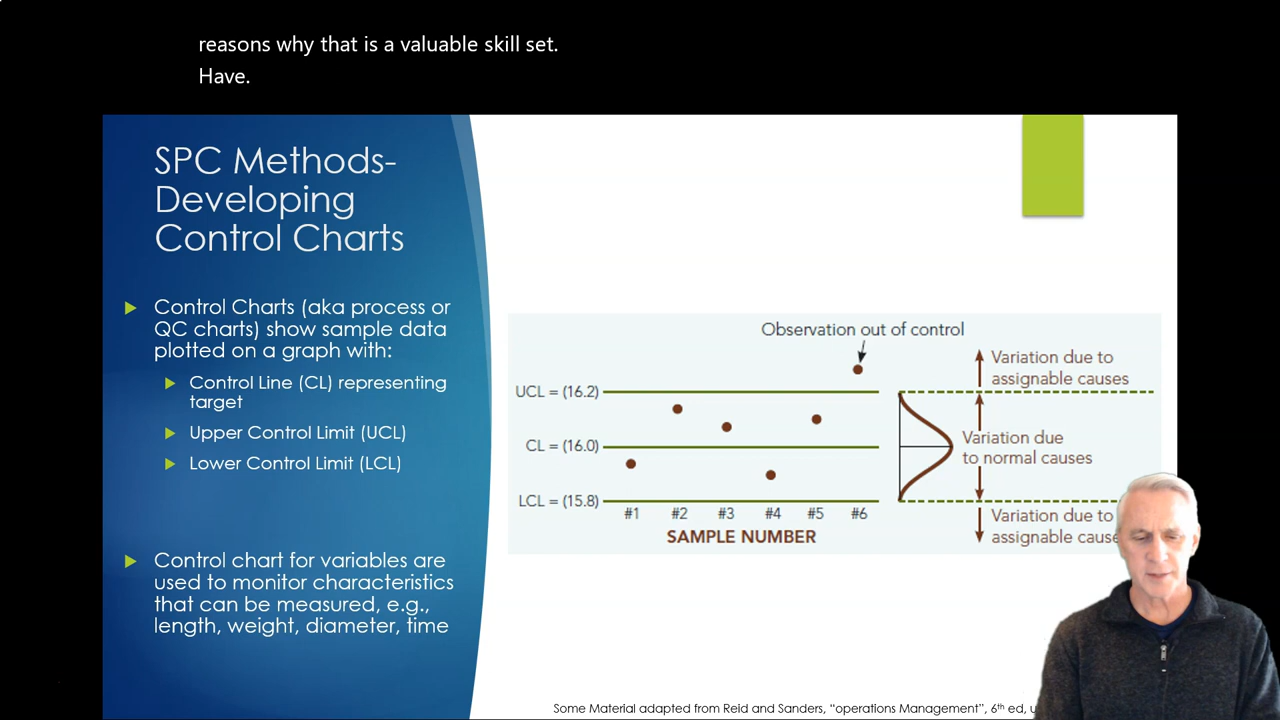 reasons why that is a valuable skill set.
Have.
SPC Methods-
Developing
Control Charts
Control Charts (aka process or
QC charts) show sample data
plotted on a graph with:
Control Line (CL) representing
target
Upper Control Limit (UCL)
Lower Control Limit (LCL)
Control chart for variables are
used to monitor characteristics
that can be measured, e.g.,
length, weight, diameter, time
Observation out of control
UCL = (16.2)
CL = (16.0)
LCL = (15.8)
#1 #2 #3 #4 #5 #6
SAMPLE NUMBER
Variation due to
assignable causes
Variation due
to normal causes
Variation due to
assignable
Some Material adapted from Reid and Sanders, “operations Management”, 6th ed,